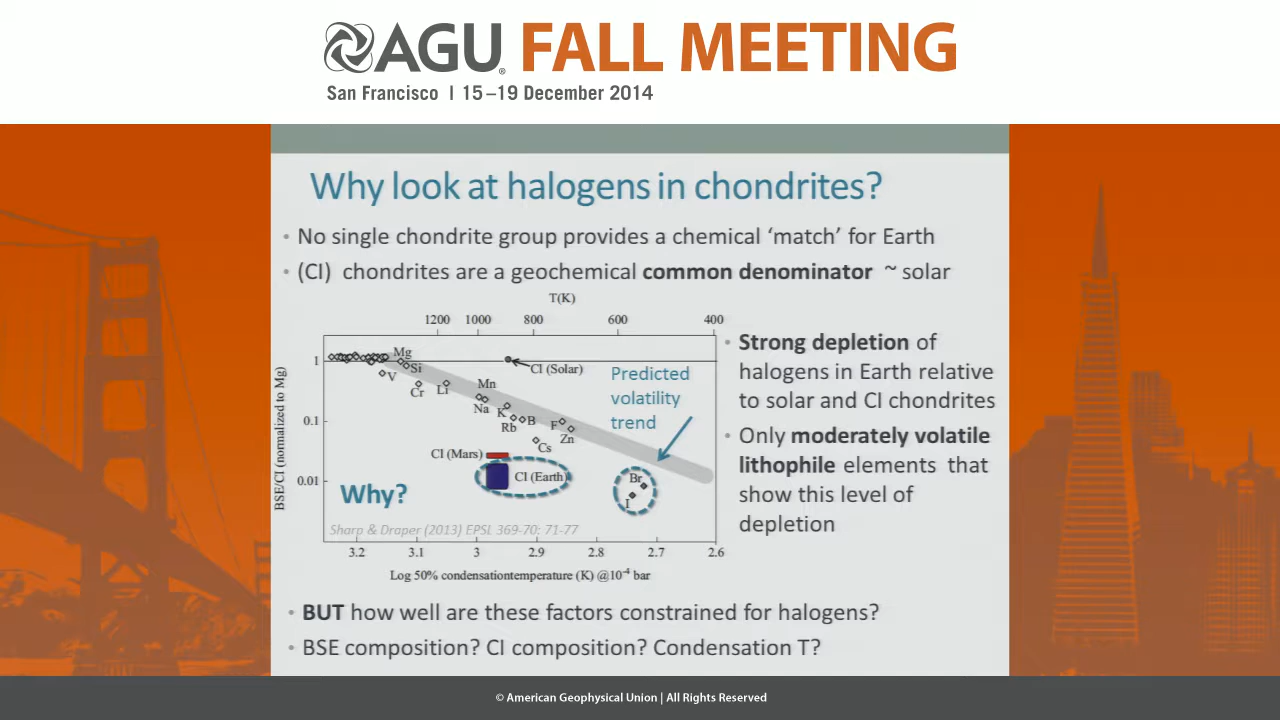 AGU FALL MEETING
San Francisco | 15–19 December 2014
Why look at halogens in chondrites?
• No single chondrite group provides a chemical ‘match’ for Earth
• (CI) chondrites are a geochemical common denominator ~ solar
T(K)
1200 1000 800 600 400
BSE/CI (normalized to Mg)
1
0.1
0.01
Mg
Si
V
Cr
Li
Mn
Na
K
Rb
B
F
Zn
Cs
CI (Solar)
CI (Mars)
CI (Earth)
Br
I
Predicted
volatility
trend
Why?
Sharp & Draper (2013) EPSL 369-70: 71-77
3.2 3.1 3 2.9 2.8 2.7 2.6
Log 50% condensationtemperature (K) @10-4 bar
• Strong depletion of
halogens in Earth relative
to solar and CI chondrites
• Only moderately volatile
lithophile elements that
show this level of
depletion
• BUT how well are these factors constrained for halogens?
• BSE composition? CI composition? Condensation T?
© American Geophysical Union | All Rights Reserved